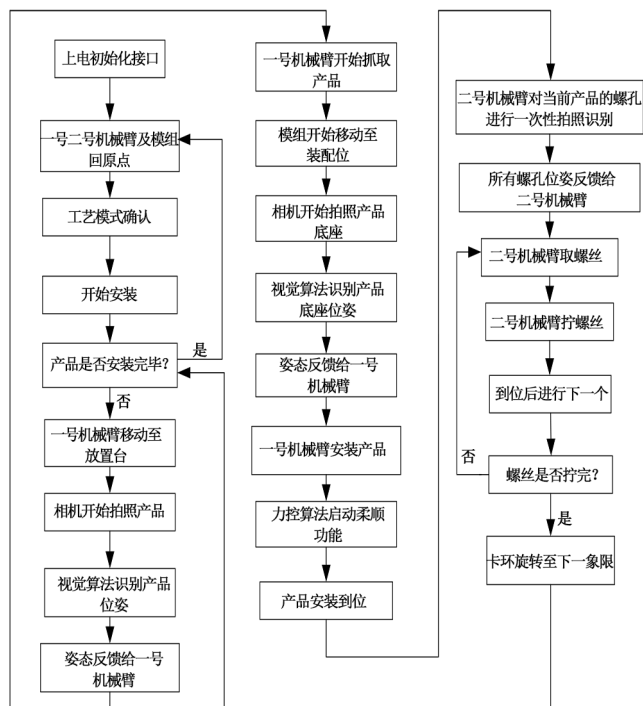 上电初始化接口
一号二号机械臂及模组
回原点
工艺模式确认
开始安装
产品是否安装完毕?
是
否
一号机械臂移动至
放置台
相机开始拍照产品
视觉算法识别产品
位姿
姿态反馈给一号
机械臂
一号机械臂开始抓取
产品
模组开始移动至
装配位
相机开始拍照产品
底座
视觉算法识别产品
底座位姿
姿态反馈给一号
机械臂
一号机械臂安装产品
力控算法启动柔顺
功能
产品安装到位
二号机械臂对当前产品的螺孔
进行一次性拍照识别
所有螺孔位姿反馈给
二号机械臂
二号机械臂取螺丝
二号机械臂拧螺丝
到位后进行下一个
否
螺丝是否拧完?
是
卡环旋转至下一象限